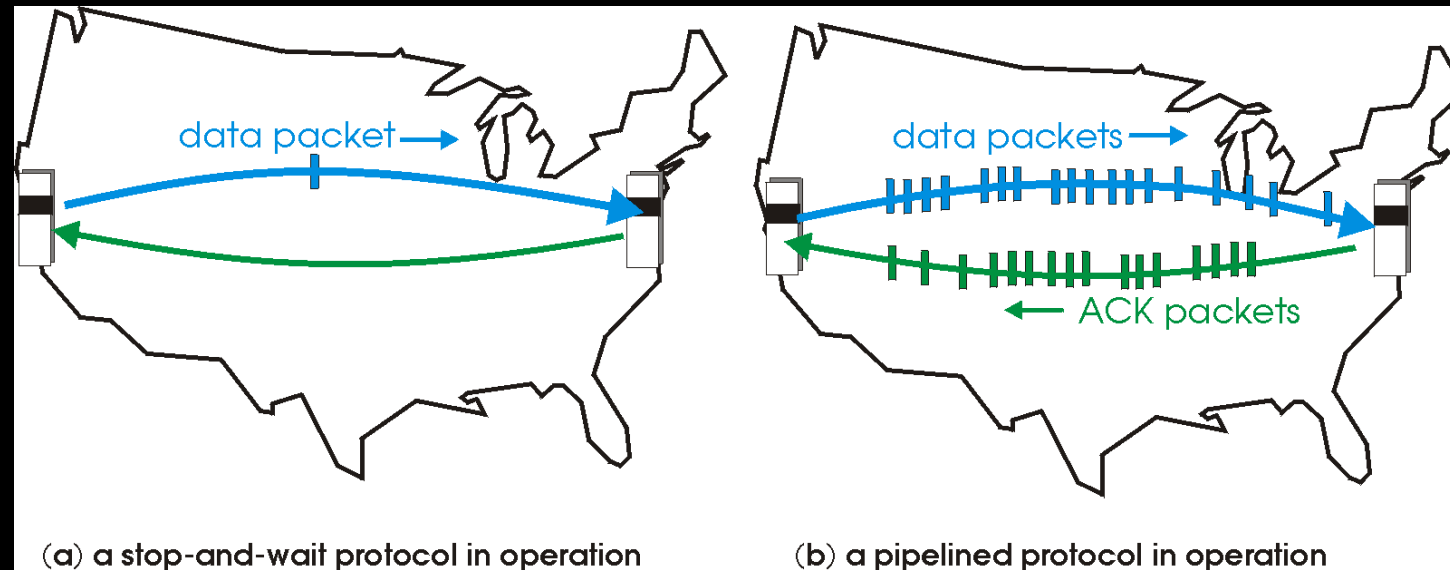 data packet
data packets
ACK packets
(a) a stop-and-wait protocol in operation
(b) a pipelined protocol in operation